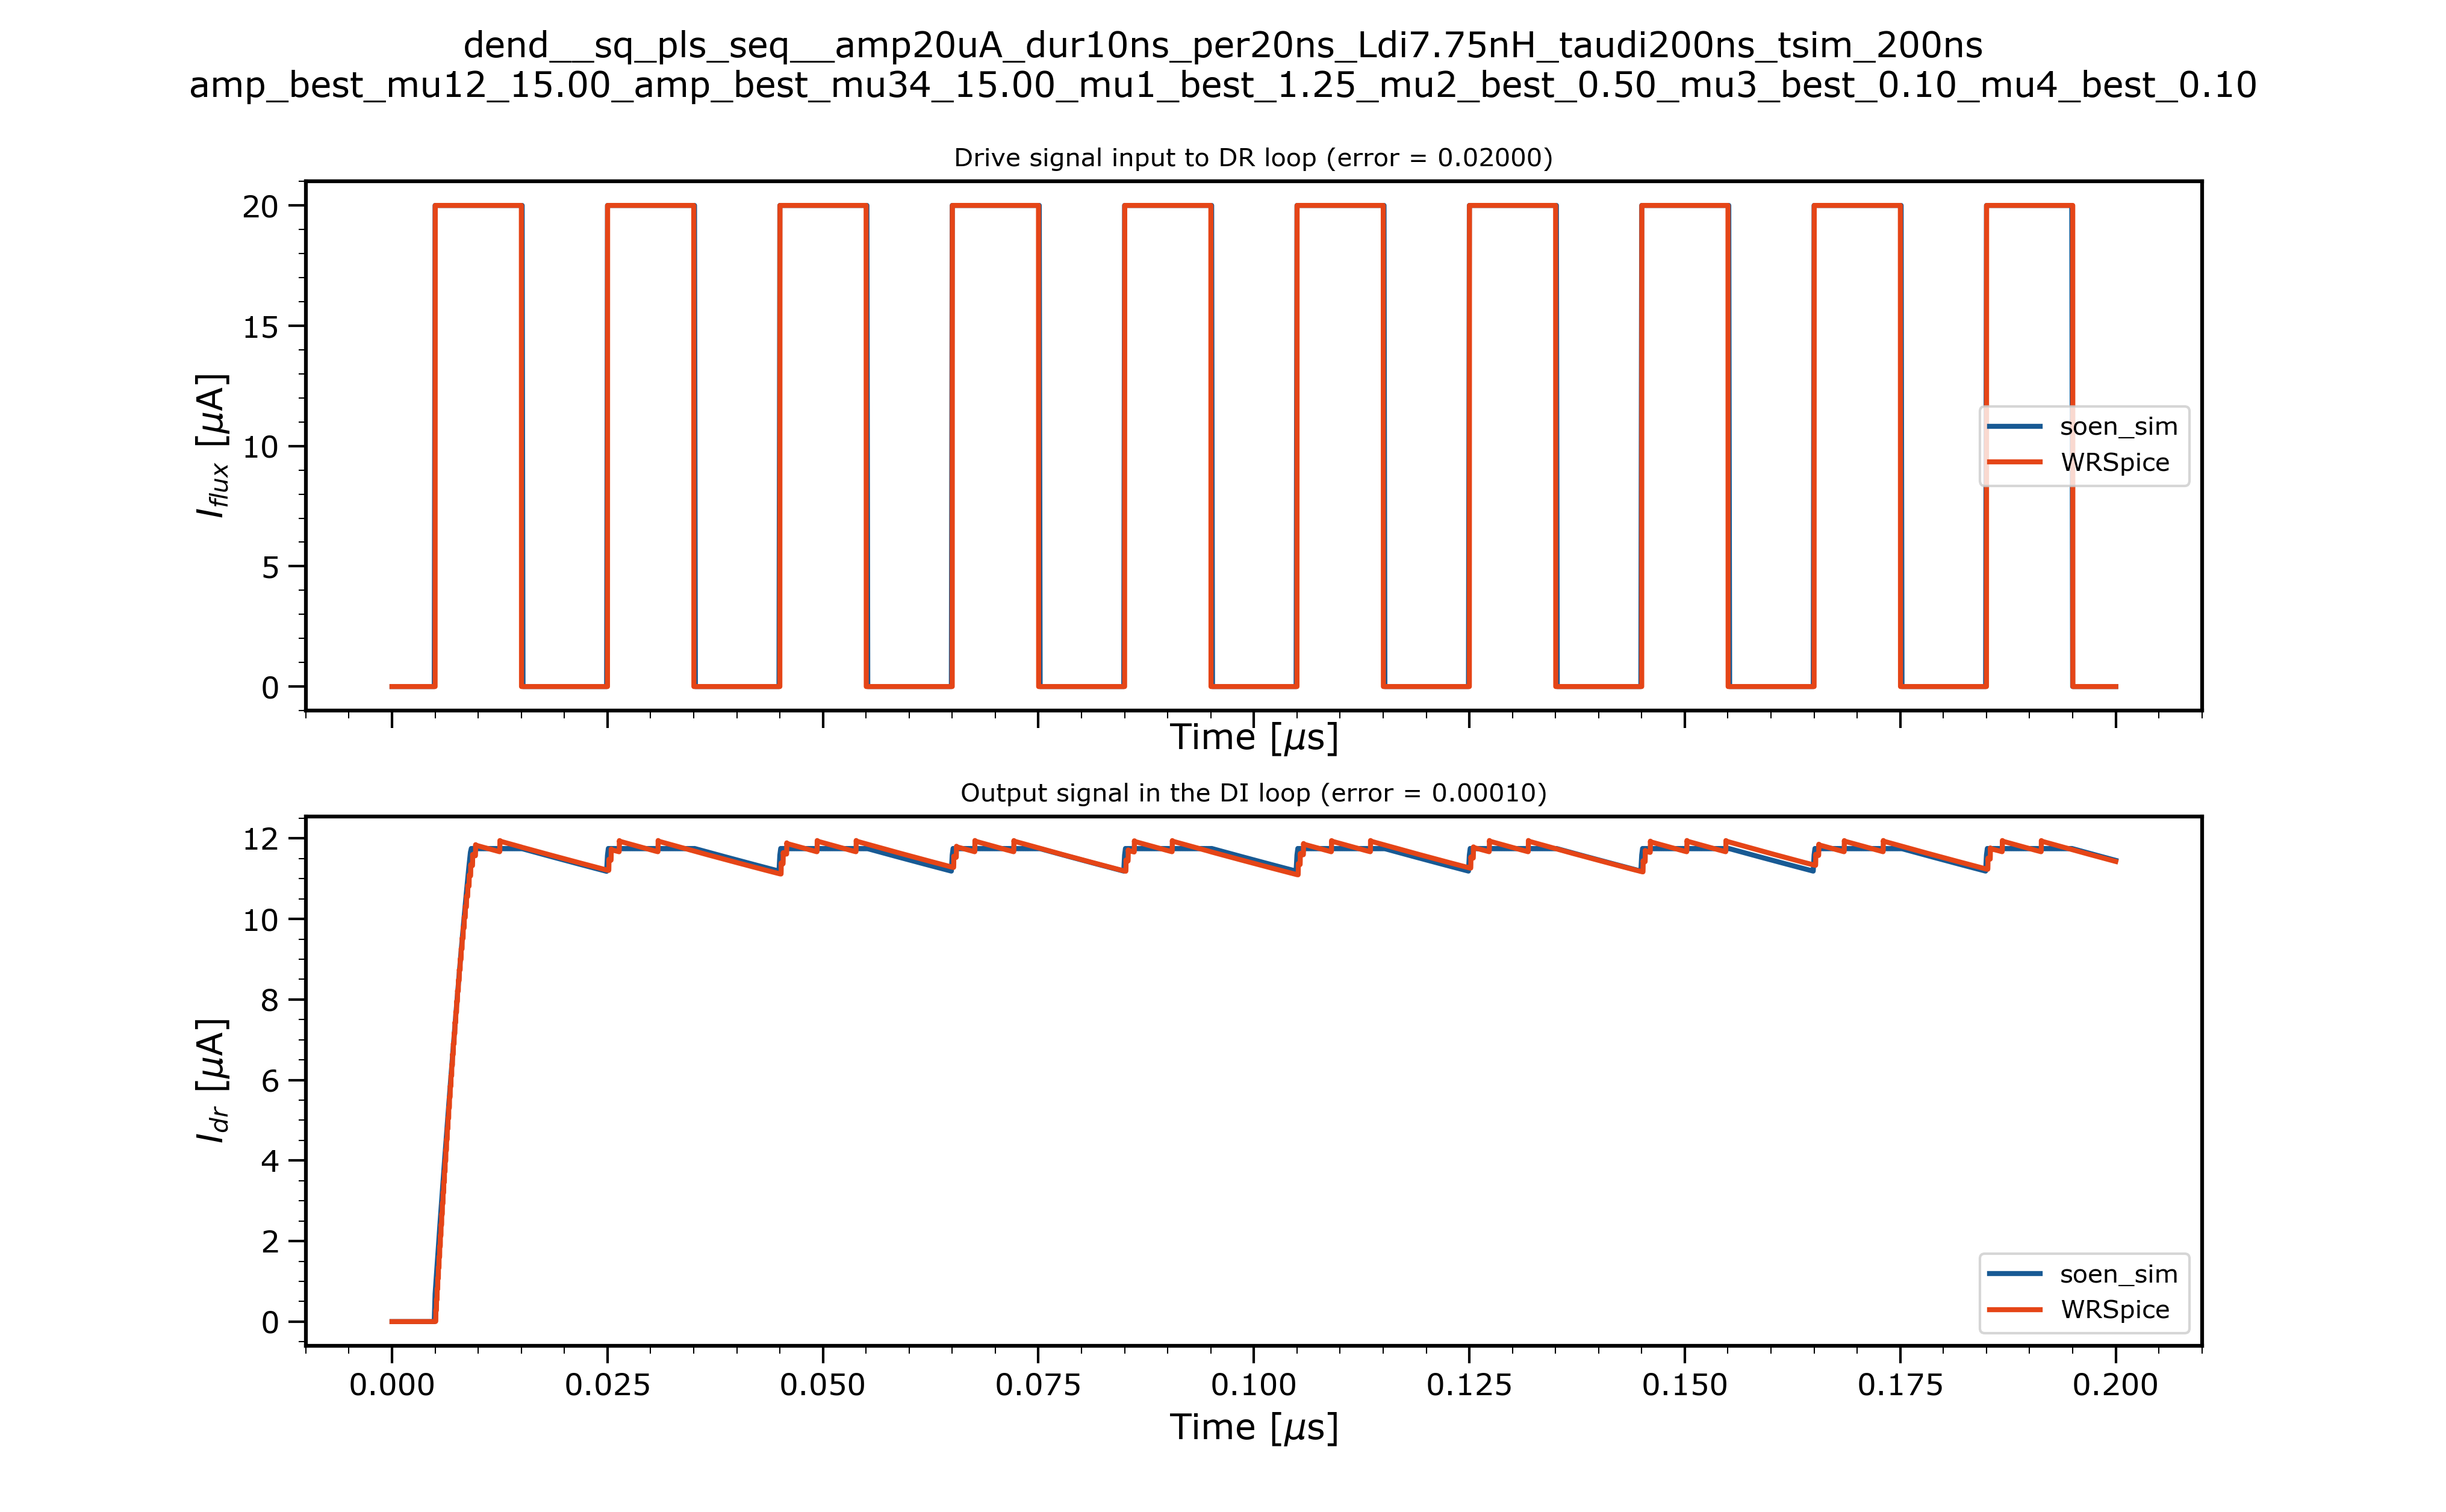 dend__sq_pls_seq__amp20uA_dur10ns_per20ns_Ldi7.75nH_taudi200ns_tsim_200ns
amp_best_mu12_15.00_amp_best_mu34_15.00_mu1_best_1.25_mu2_best_0.50_mu3_best_0.10_mu4_best_0.10
Drive signal input to DR loop (error = 0.02000)
20
15
10
5
0
I_flux [μA]
soen_sim
WRSpice
Time [μs]
Output signal in the DI loop (error = 0.00010)
12
10
8
6
4
2
0
I_dr [μA]
soen_sim
WRSpice
0.000 0.025 0.050 0.075 0.100 0.125 0.150 0.175 0.200
Time [μs]